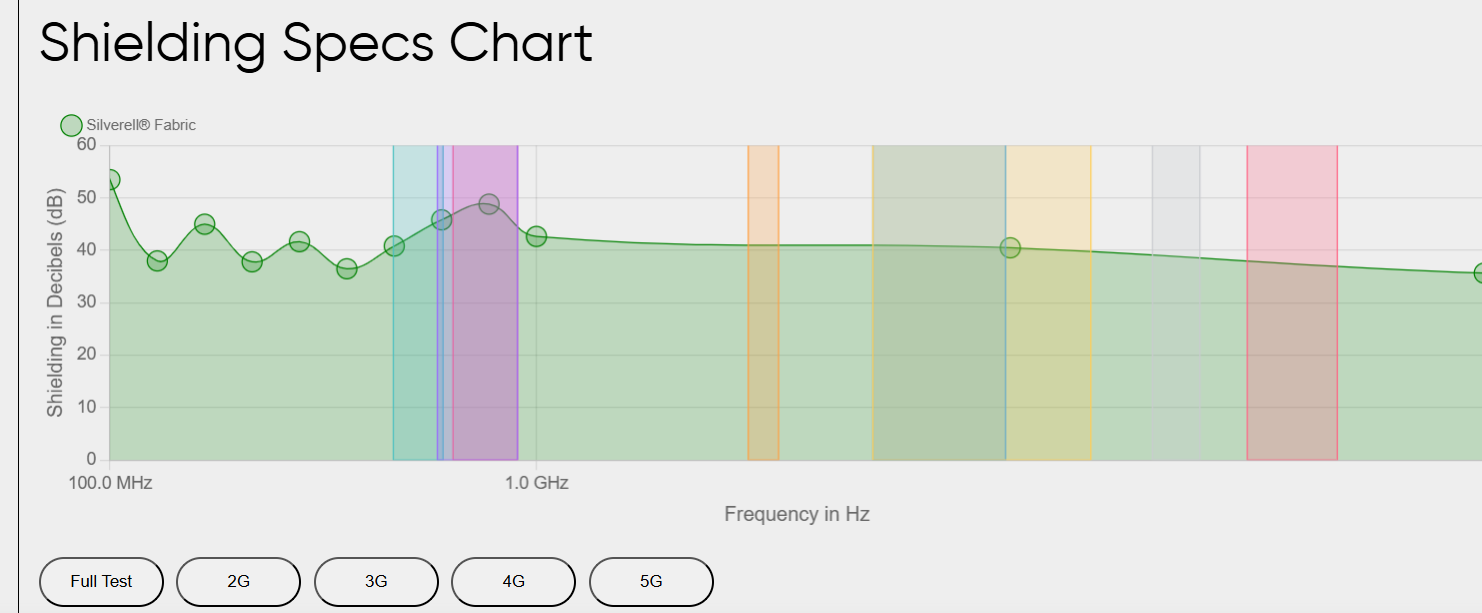 Shielding Specs Chart
Silverell® Fabric
60
50
40
30
20
10
0
Shielding in Decibels (dB)
100.0 MHz
1.0 GHz
Frequency in Hz
Full Test
2G
3G
4G
5G